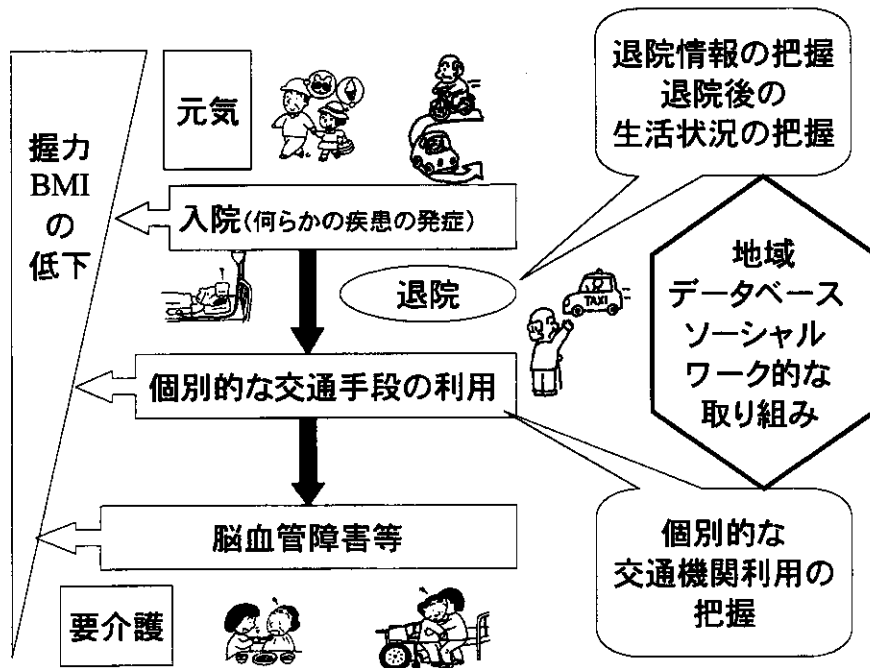 元気
握力
BMI
の
低下
入院(何らかの疾患の発症)
退院
TAXI
個別的な交通手段の利用
脳血管障害等
要介護
退院情報の把握
退院後の
生活状況の把握
地域
データベース
ソーシャル
ワーク的な
取り組み
個別的な
交通機関利用の
把握